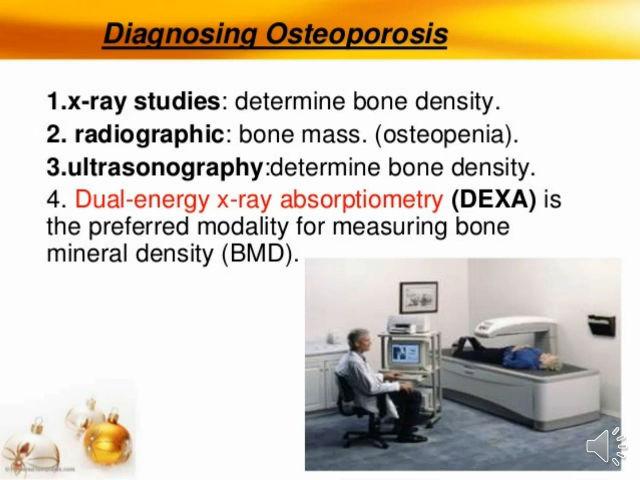 Diagnosing Osteoporosis
1.x-ray studies: determine bone density.
2. radiographic: bone mass. (osteopenia).
3.ultrasonography:determine bone density.
4. Dual-energy x-ray absorptiometry (DEXA) is
the preferred modality for measuring bone
mineral density (BMD).